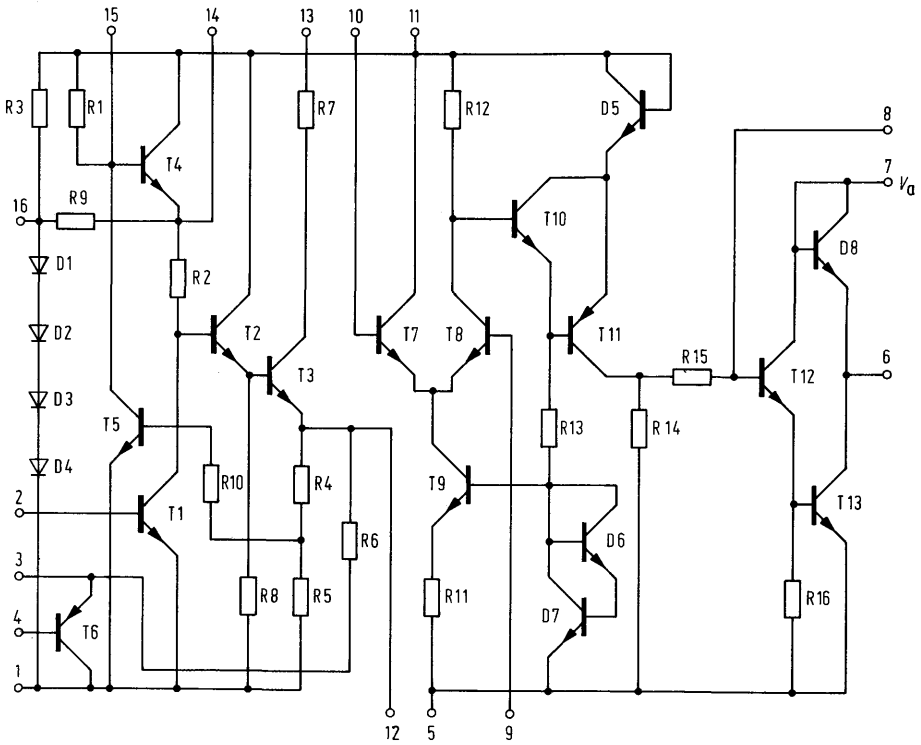 15 14 13 10 11
R3 R1 R7 R12 D5
8
T4
7
Va
R9
16
T10
D8
D1
R2
D2
T2
T7 T8 T11
T3
R15
T12
6
D3
T5
R13 R14
D4
R10
R4
T9
2
T1
R6
D6
T13
3
R8 R5
R11
D7
R16
4
T6
1
12 5 9